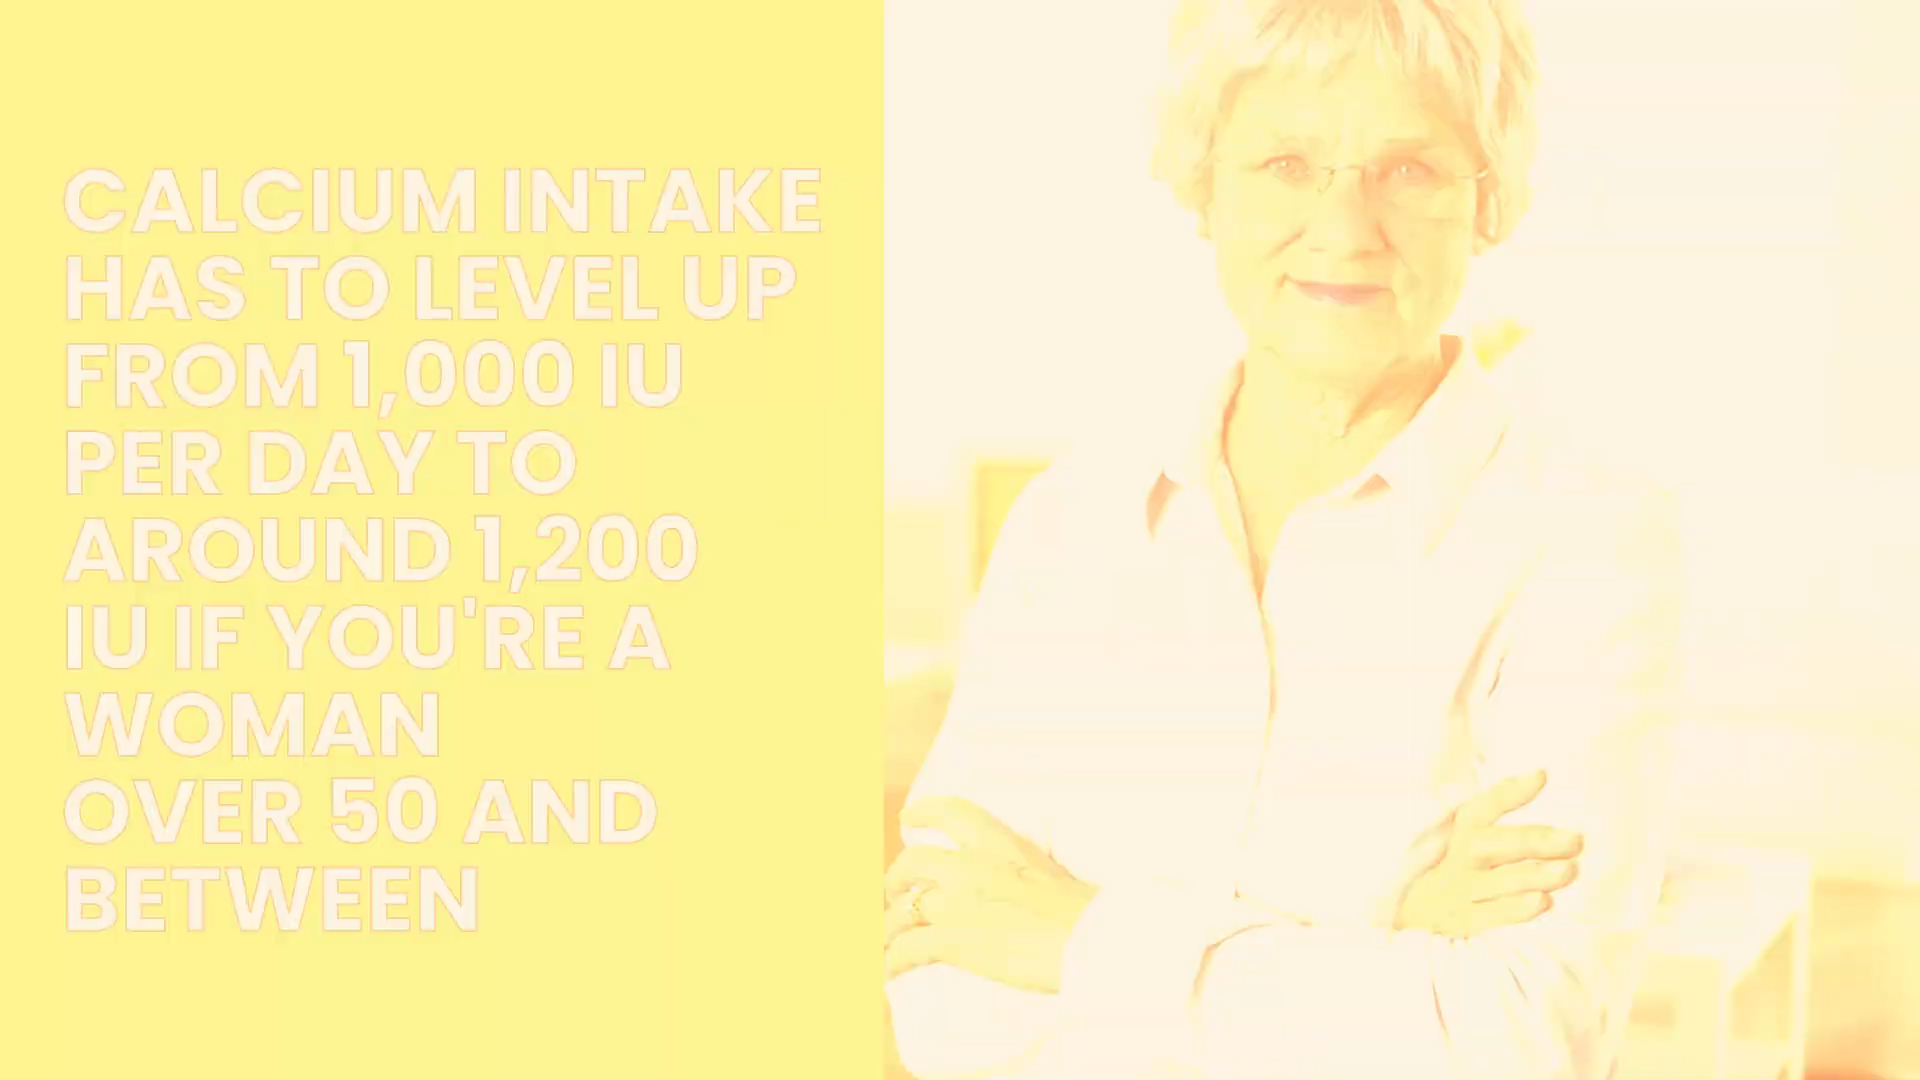 CALCIUM INTAKE
HAS TO LEVEL UP
FROM 1,000 IU
PER DAY TO
AROUND 1,200
IU IF YOU'RE A
WOMAN
OVER 50 AND
BETWEEN